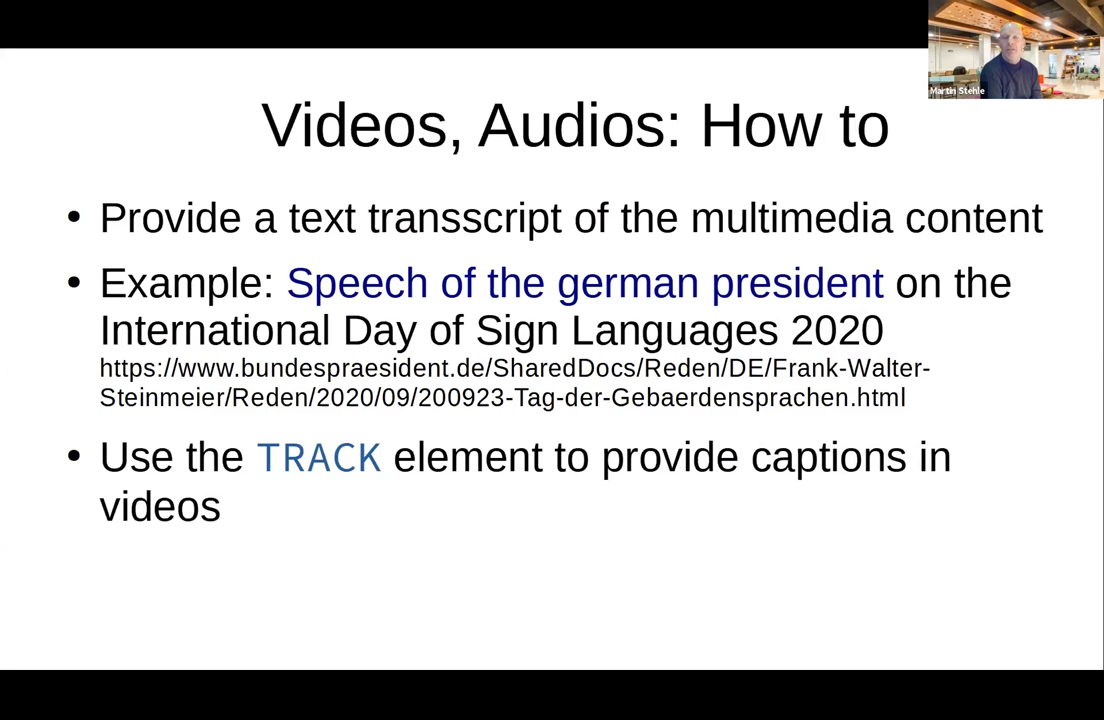 Martin Stehle
Videos, Audios: How to
• Provide a text transscript of the multimedia content
• Example: Speech of the german president on the
International Day of Sign Languages 2020
https://www.bundespraesident.de/SharedDocs/Reden/DE/Frank-Walter-
Steinmeier/Reden/2020/09/200923-Tag-der-Gebaerdensprachen.html
• Use the TRACK element to provide captions in
videos